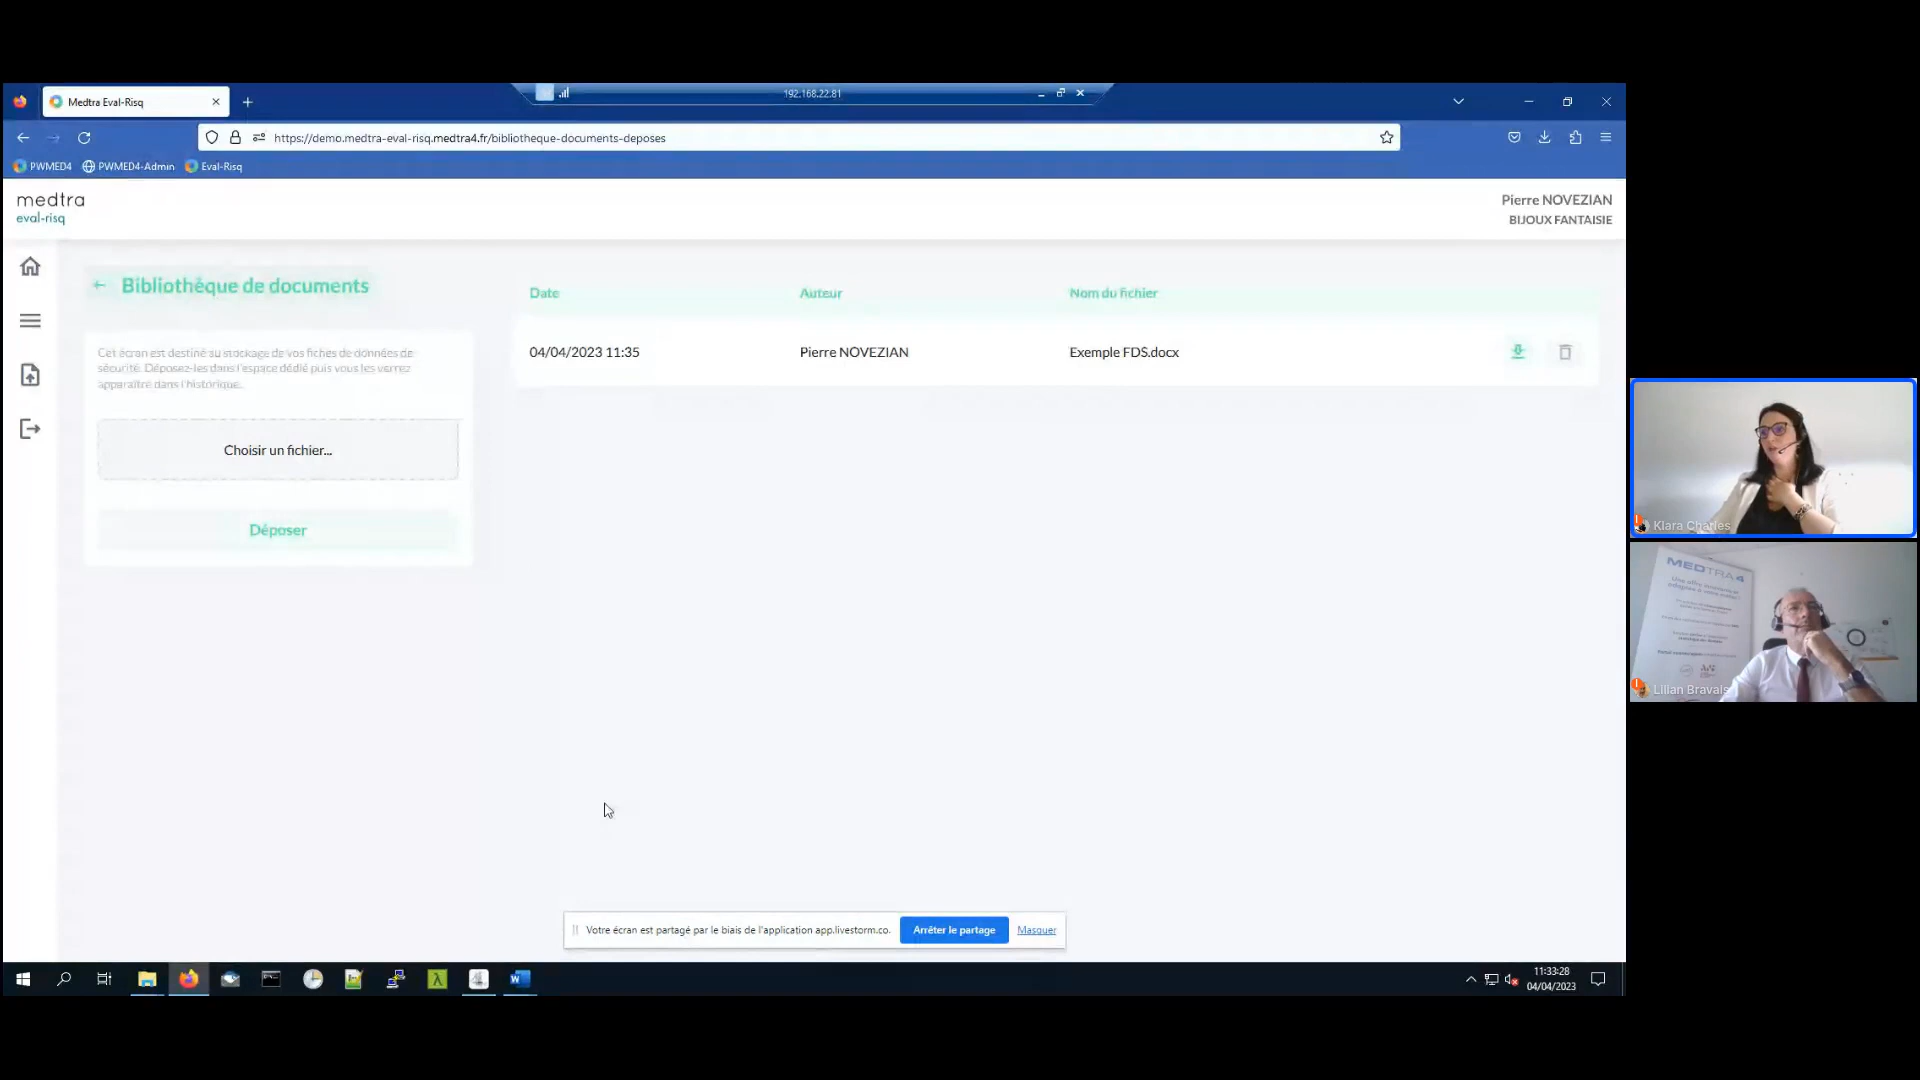 Medtra Eval-Risq
192.168.22.81
https://demo.medtra-eval-risq.medtra4.fr/bibliotheque-documents-deposes
PWMED4
PWMED4-Admin
Eval-Risq
medtra
eval-risq
Pierre NOVEZIAN
BIJOUX FANTAISIE
Bibliothèque de documents
Cet écran est destiné au stockage de vos fiches de données de
sécurité. Déposez-les dans l'espace dédié puis vous les verrez
apparaître dans l'historique.
Choisir un fichier...
Déposer
Date
Auteur
Nom du fichier
04/04/2023 11:35
Pierre NOVEZIAN
Exemple FDS.docx
Klara Charles
MEDTRA4
Une offre
Lilian Bravais
Votre écran est partagé par le biais de l'application app.livestorm.co.
Arrêter le partage
Masquer
11:33:28
04/04/2023